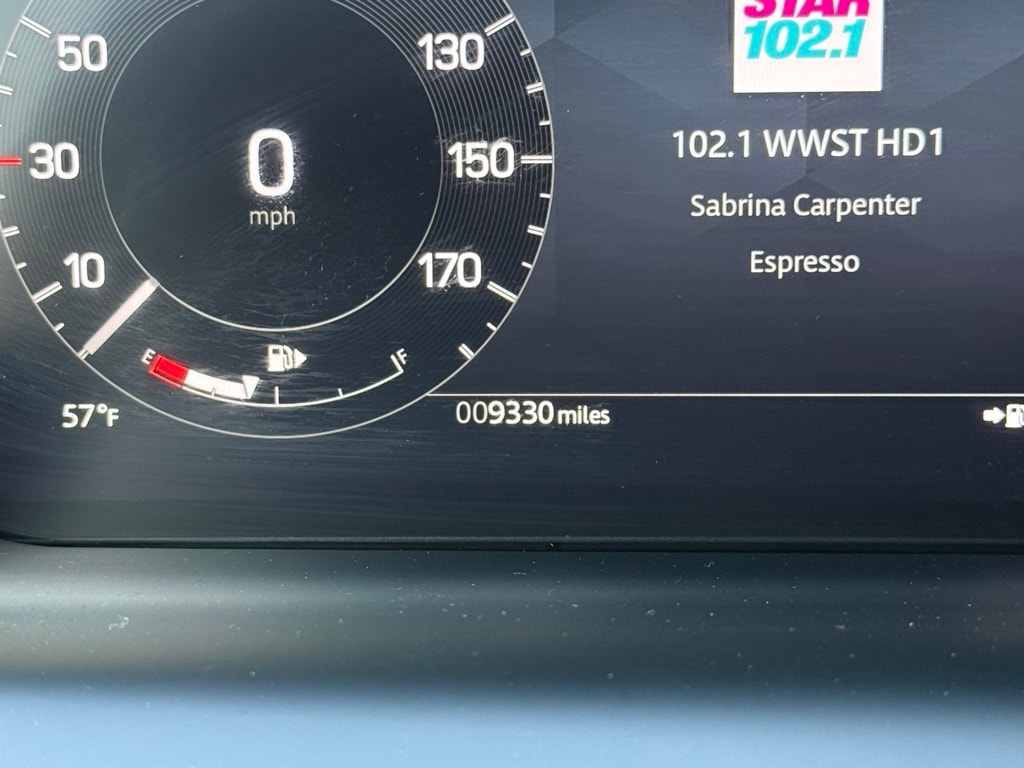 50
130
30
0
mph
150
10
170
E
F
57°F
009330 miles
STAR
102.1
102.1 WWST HD1
Sabrina Carpenter
Espresso